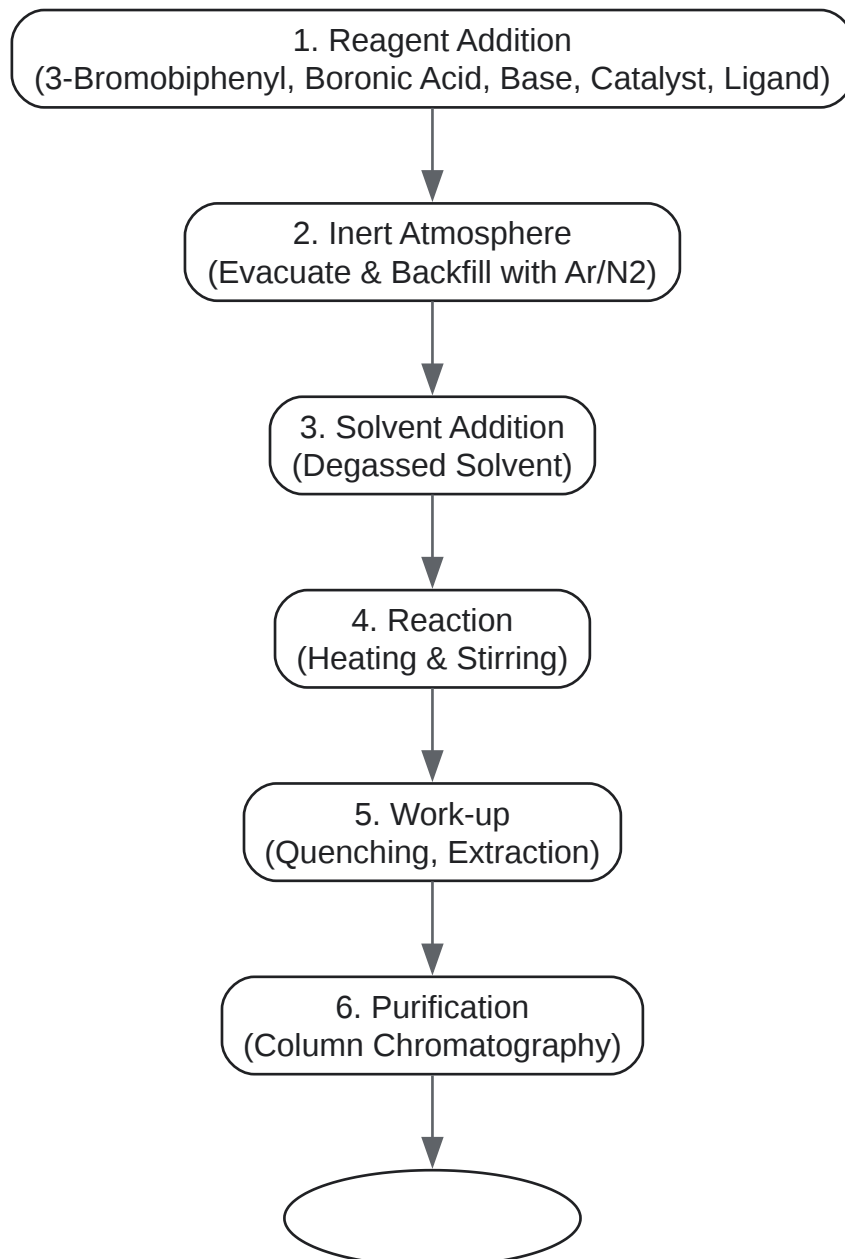 1. Reagent Addition
(3-Bromobiphenyl, Boronic Acid, Base, Catalyst, Ligand)
2. Inert Atmosphere
(Evacuate & Backfill with Ar/N2)
3. Solvent Addition
(Degassed Solvent)
4. Reaction
(Heating & Stirring)
5. Work-up
(Quenching, Extraction)
6. Purification
(Column Chromatography)